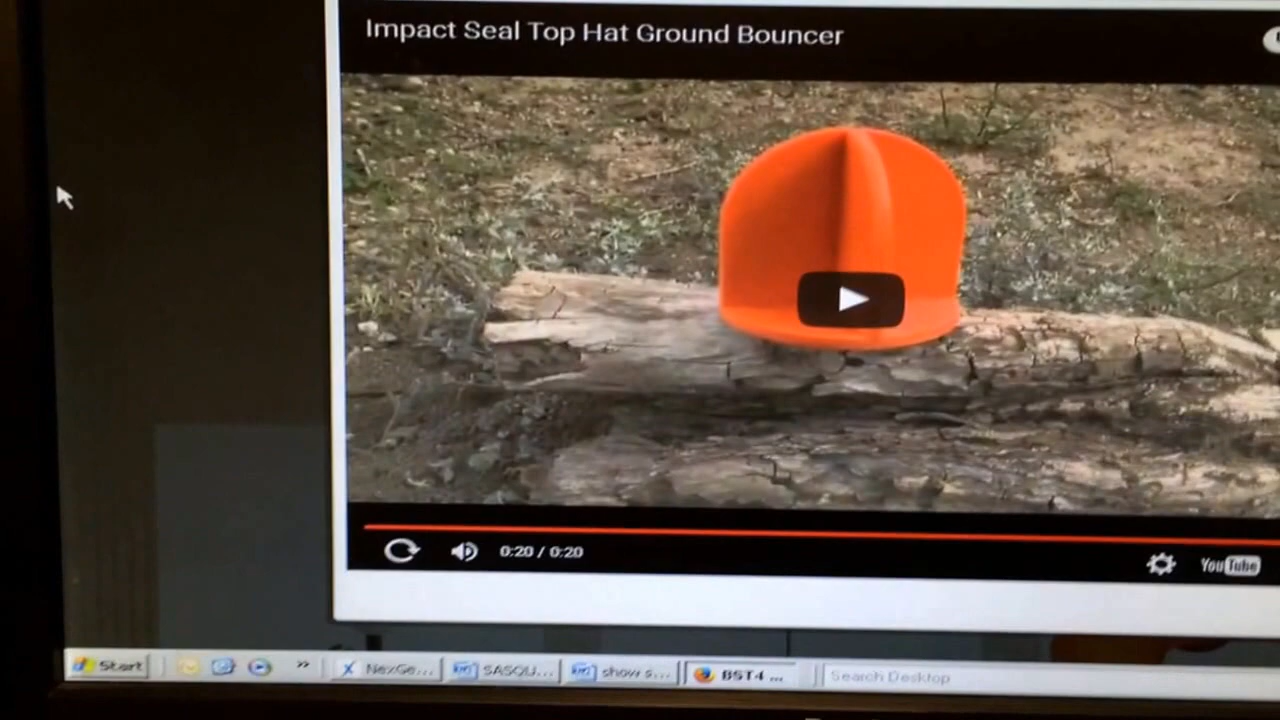 Impact Seal Top Hat Ground Bouncer
0:20 / 0:20
YouTube
Start
»
NexGe...
SASQU...
show s...
BST4 ...
Search Desktop